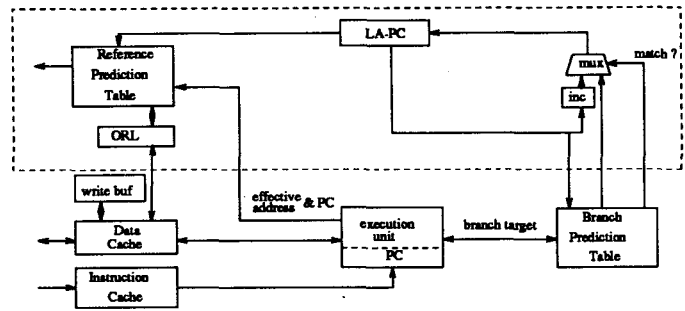 LA-PC
Reference
Prediction
Table
mux
match ?
inc
ORL
write buf
effective
address & PC
Data
Cache
execution
unit
PC
branch target
Branch
Prediction
Table
Instruction
Cache